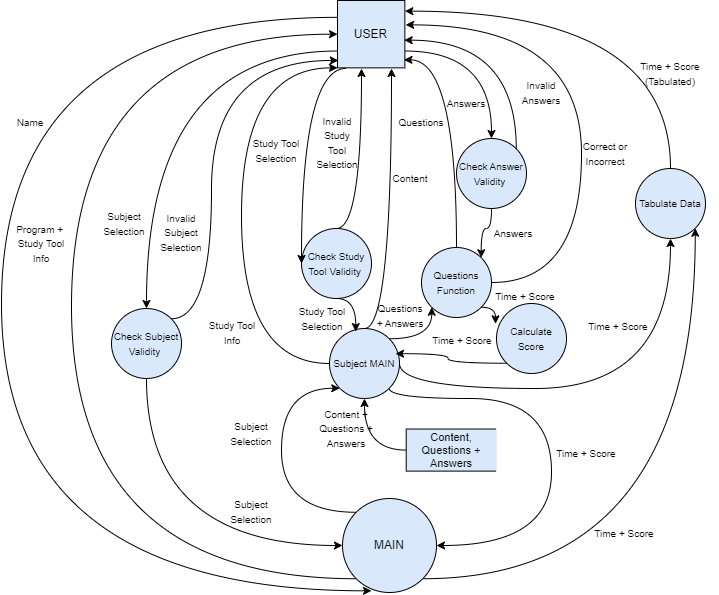 USER
Time + Score
(Tabulated)
Invalid
Answers
Answers
Name
Invalid
Study
Tool
Selection
Questions
Study Tool
Selection
Correct or
Incorrect
Check Answer
Validity
Content
Tabulate Data
Subject
Selection
Invalid
Subject
Selection
Program +
Study Tool
Info
Answers
Check Study
Tool Validity
Questions
Function
Time + Score
Study Tool
Selection
Questions
+ Answers
Study Tool
Info
Time + Score
Check Subject
Validity
Time + Score
Calculate
Score
Subject MAIN
Content +
Questions +
Answers
Subject
Selection
Content,
Questions +
Answers
Time + Score
Subject
Selection
Time + Score
MAIN